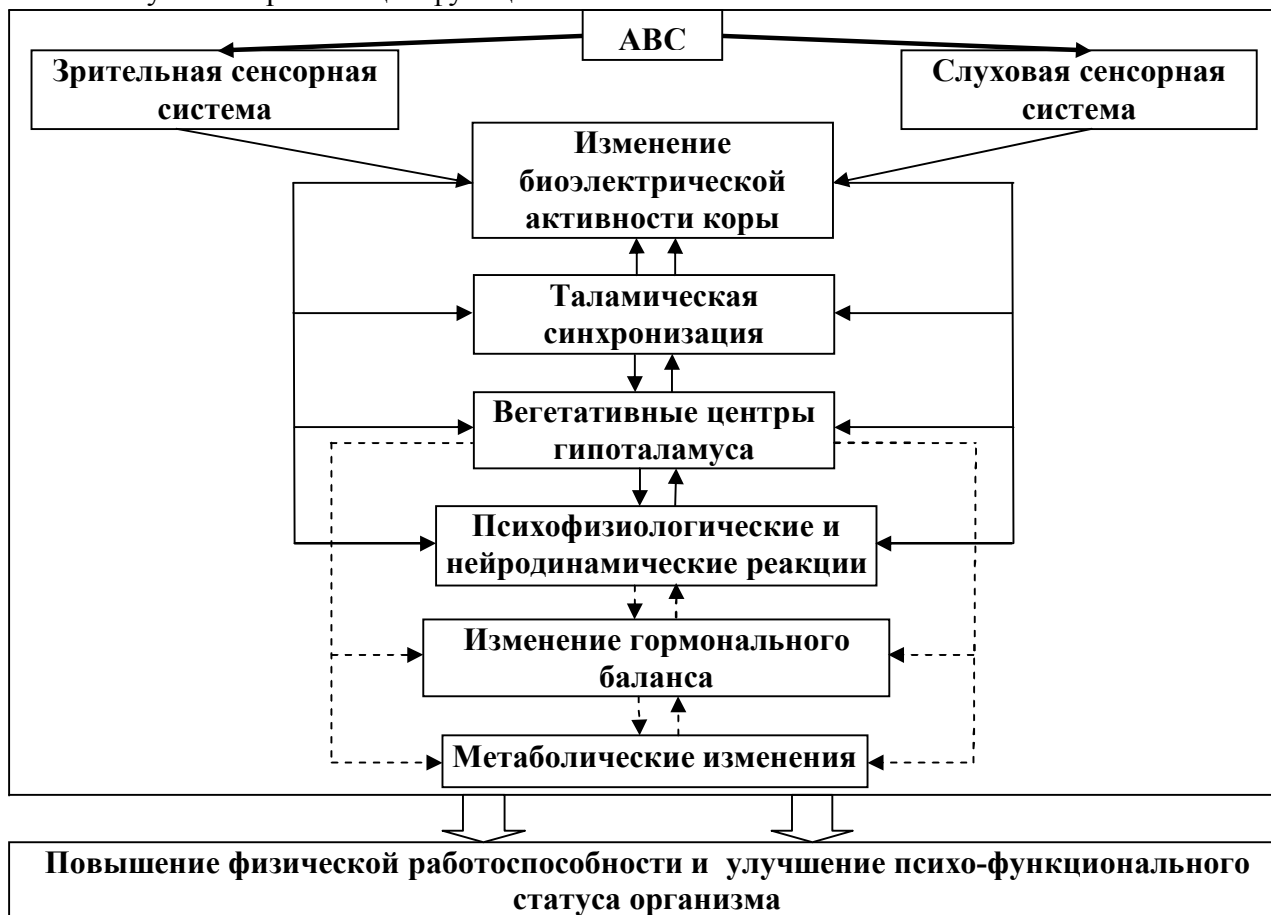 АВС
Зрительная сенсорная
система
Слуховая сенсорная
система
Изменение
биоэлектрической
активности коры
Таламическая
синхронизация
Вегетативные центры
гипоталамуса
Психофизиологические и
нейродинамические реакции
Изменение гормонального
баланса
Метаболические изменения
Повышение физической работоспособности и улучшение психо-функционального
статуса организма